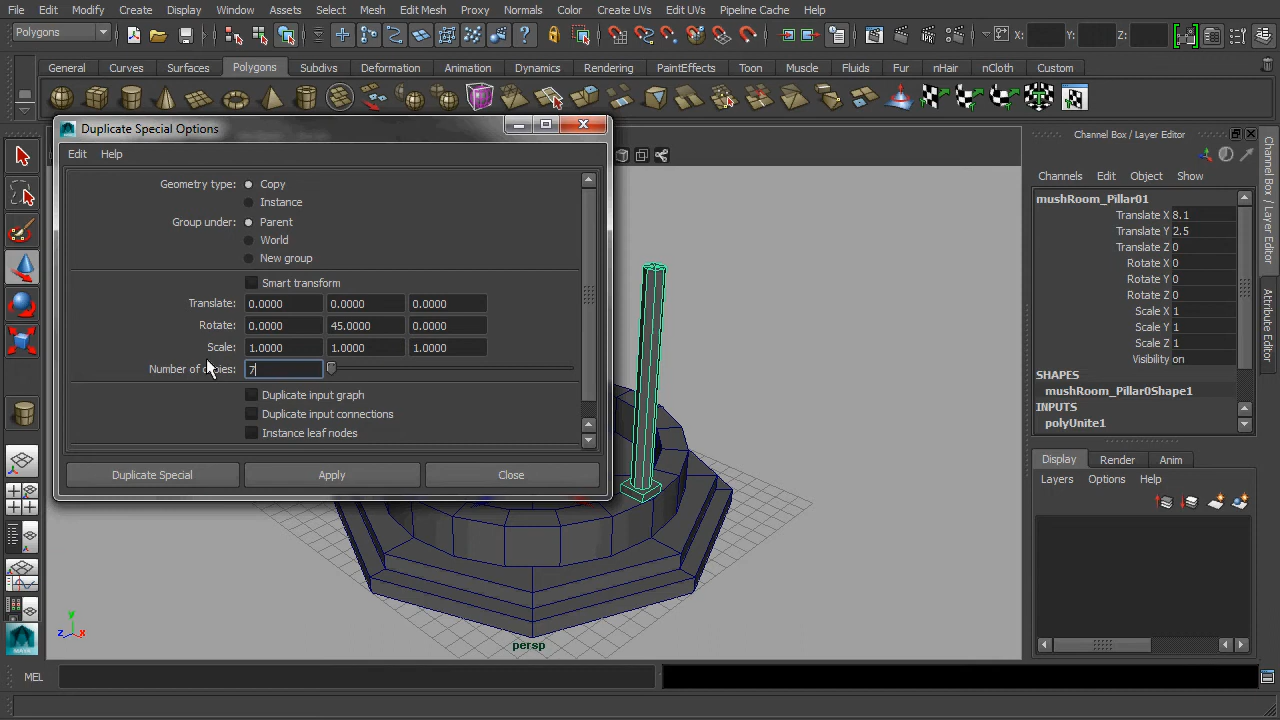 File Edit Modify Create Display Window Assets Select Mesh Edit Mesh Proxy Normals Color Create UVs Edit UVs Pipeline Cache Help
Polygons X: Y: Z:
General Curves Surfaces Polygons Subdivs Deformation Animation Dynamics Rendering PaintEffects Toon Muscle Fluids Fur nHair nCloth Custom
Duplicate Special Options
Edit Help
Geometry type: Copy
Instance
Group under: Parent
World
New group
Smart transform
Translate: 0.0000 0.0000 0.0000
Rotate: 0.0000 45.0000 0.0000
Scale: 1.0000 1.0000 1.0000
Number of copies: 7
Duplicate input graph
Duplicate input connections
Instance leaf nodes
Duplicate Special Apply Close
Channel Box / Layer Editor
Channels Edit Object Show
mushRoom_Pillar01
Translate X 8.1
Translate Y 2.5
Translate Z 0
Rotate X 0
Rotate Y 0
Rotate Z 0
Scale X 1
Scale Y 1
Scale Z 1
Visibility on
SHAPES
mushRoom_Pillar0Shape1
INPUTS
polyUnite1
Display Render Anim
Layers Options Help
Channel Box / Layer Editor
Attribute Editor
y
z x
persp
MEL